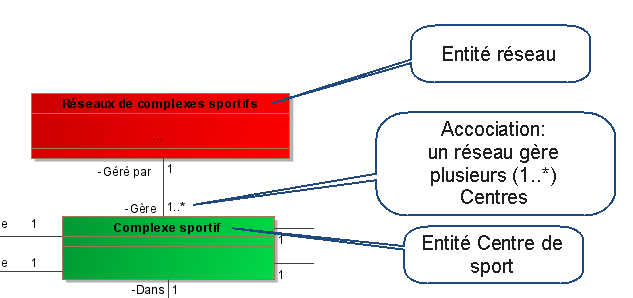 Entité réseau
Réseaux de complexes sportifs
...
Accociation:
un réseau gère
plusieurs (1..*)
Centres
-Géré par 1
-Gère 1..*
e 1
Complexe sportif
1
Entité Centre de
sport
e 1
1
-Dans 1